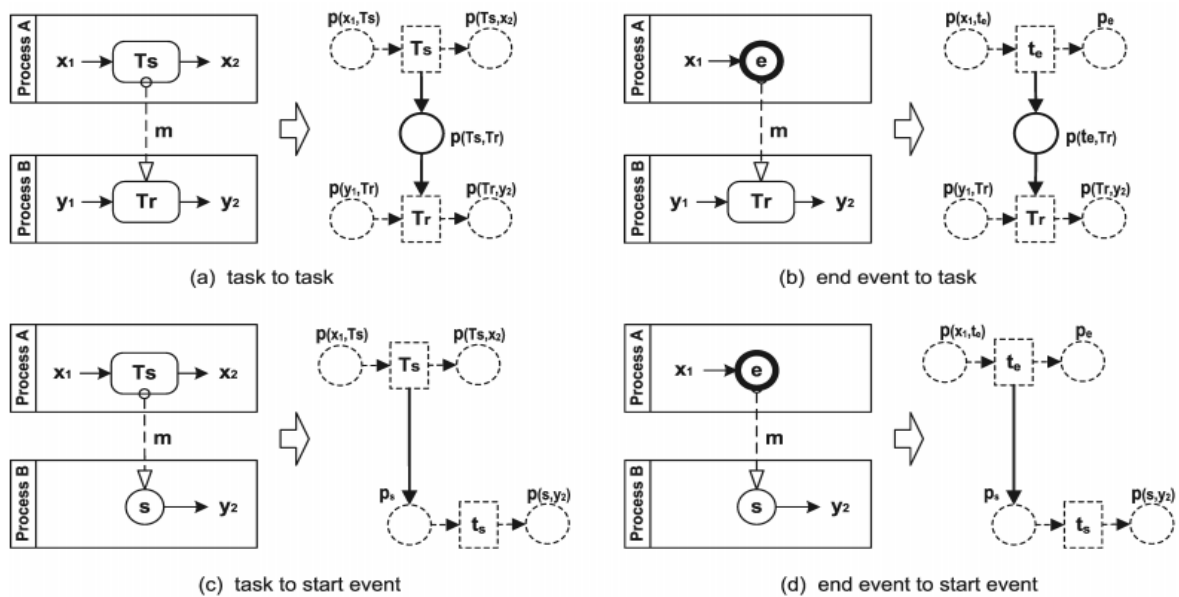 p(x₁,Ts) p(Ts,x₂)
Process A
x₁ Ts x₂
Ts
m
p(Ts,Tr)
Process B
y₁ Tr y₂
p(y₁,Tr) p(Tr,y₂)
Tr
(a) task to task
p(x₁,tₑ) pₑ
Process A
x₁ e
tₑ
m
p(tₑ,Tr)
Process B
y₁ Tr y₂
p(y₁,Tr) p(Tr,y₂)
Tr
(b) end event to task
p(x₁,Ts) p(Ts,x₂)
Process A
x₁ Ts x₂
Ts
m
Process B
s y₂
pₛ p(s,y₂)
tₛ
(c) task to start event
p(x₁,tₑ) pₑ
Process A
x₁ e
tₑ
m
Process B
s y₂
pₛ p(s,y₂)
tₛ
(d) end event to start event